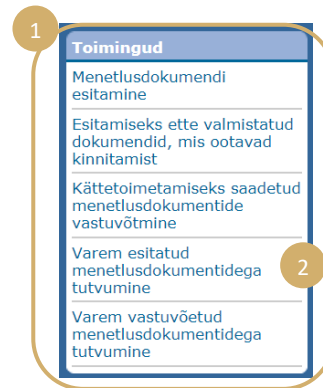 1
Toimingud
Menetlusdokumendi
esitamine
Esitamiseks ette valmistatud
dokumendid, mis ootavad
kinnitamist
Kättetoimetamiseks saadetud
menetlusdokumentide
vastuvõtmine
Varem esitatud
menetlusdokumentidega
tutvumine
2
Varem vastuvõetud
menetlusdokumentidega
tutvumine